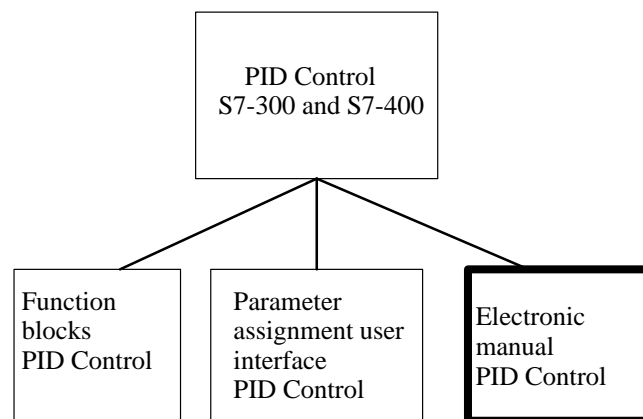 PID Control
S7-300 and S7-400
Function
blocks
PID Control
Parameter
assignment user
interface
PID Control
Electronic
manual
PID Control